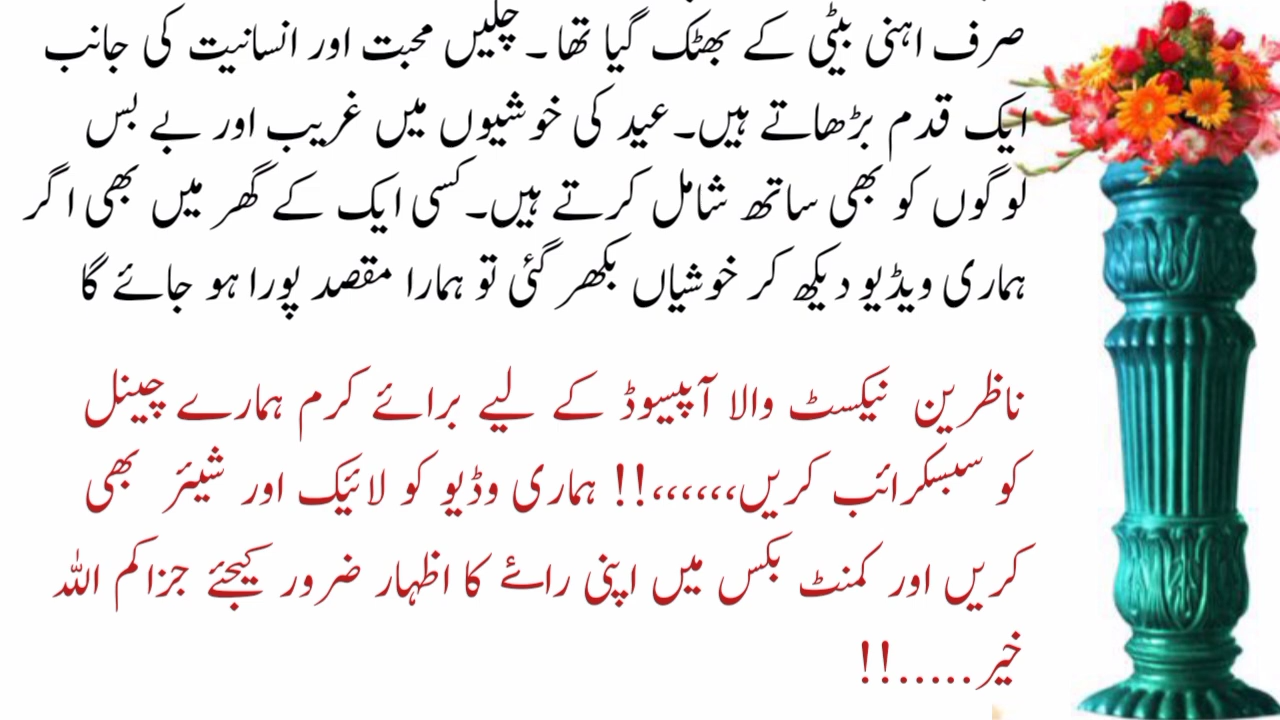 صرف اہنی بیٹی کے بھٹک گیا تھا۔ چلیں محبت اور انسانیت کی جانب
ایک قدم بڑھاتے ہیں۔عید کی خوشیوں میں غریب اور بے بس
لوگوں کو بھی ساتھ شامل کرتے ہیں۔کسی ایک کے گھر میں بھی اگر
ہماری ویڈیو دیکھ کر خوشیاں بکھر گئی تو ہمارا مقصد پورا ہو جائے گا
ناظرین نیکسٹ والا آپیسوڈ کے لیے برائے کرم ہمارے چینل
کو سبسکرائب کریں،،،،،،!! ہماری وڈیو کو لائیک اور شیئر بھی
کریں اور کمنٹ بکس میں اپنی رائے کا اظہار ضرور کیجئے جزاکم اللہ
خیر.....!!